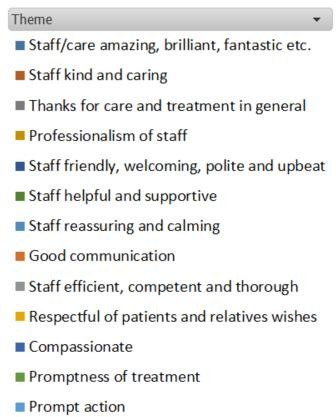 Theme
Staff/care amazing, brilliant, fantastic etc.
Staff kind and caring
Thanks for care and treatment in general
Professionalism of staff
Staff friendly, welcoming, polite and upbeat
Staff helpful and supportive
Staff reassuring and calming
Good communication
Staff efficient, competent and thorough
Respectful of patients and relatives wishes
Compassionate
Promptness of treatment
Prompt action